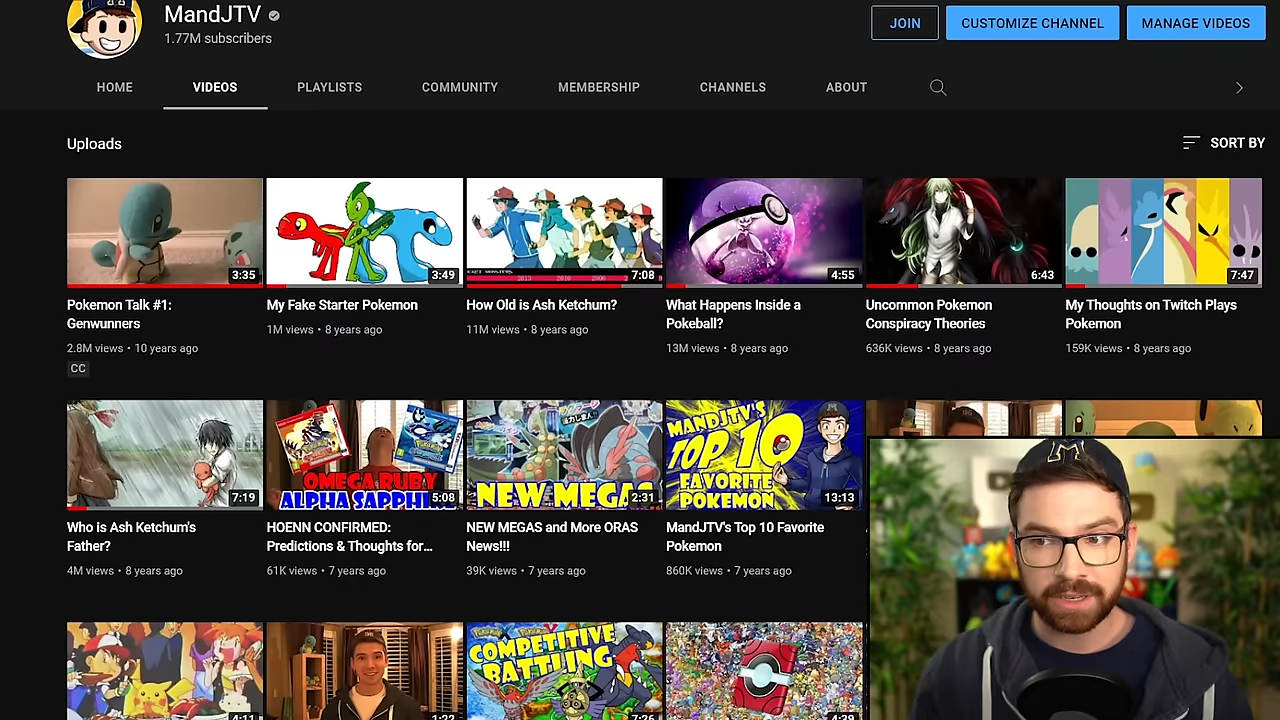 MandJTV
1.77M subscribers
JOIN
CUSTOMIZE CHANNEL
MANAGE VIDEOS
HOME
VIDEOS
PLAYLISTS
COMMUNITY
MEMBERSHIP
CHANNELS
ABOUT
Uploads
SORT BY
3:35
3:49
7:08
4:55
6:43
7:47
Pokemon Talk #1:
Genwunners
2.8M views • 10 years ago
CC
My Fake Starter Pokemon
1M views • 8 years ago
How Old is Ash Ketchum?
11M views • 8 years ago
What Happens Inside a
Pokeball?
13M views • 8 years ago
Uncommon Pokemon
Conspiracy Theories
636K views • 8 years ago
My Thoughts on Twitch Plays
Pokemon
159K views • 8 years ago
7:19
OMEGA RUBY
ALPHA SAPPHI
5:08
NEW MEGAS
2:31
MANDJTV'S
TOP 10
FAVORITE
POKEMON
13:13
Who is Ash Ketchum's
Father?
4M views • 8 years ago
HOENN CONFIRMED:
Predictions & Thoughts for...
61K views • 7 years ago
NEW MEGAS and More ORAS
News!!!
39K views • 7 years ago
MandJTV's Top 10 Favorite
Pokemon
860K views • 7 years ago
4:11
1:22
COMPETITIVE
BATTLING
7:26
4:39